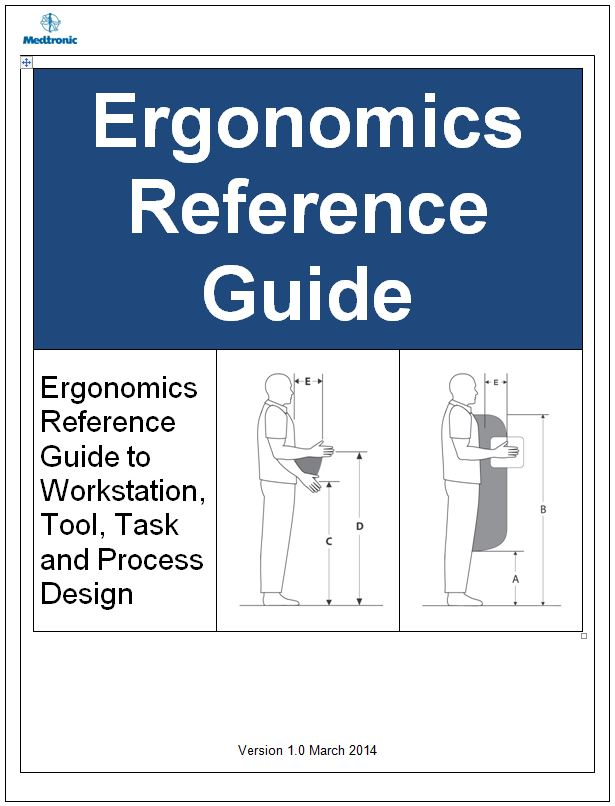 Medtronic
Ergonomics
Reference
Guide
Ergonomics
Reference
Guide to
Workstation,
Tool, Task
and Process
Design
E
C
D
E
B
A
Version 1.0 March 2014